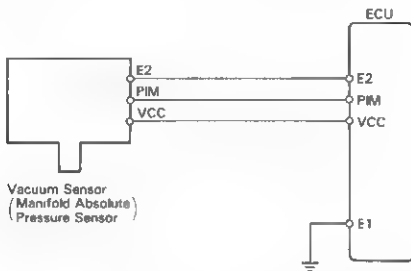 ECU
E2
PIM
VCC
E2
PIM
VCC
Vacuum Sensor
(Manifold Absolute
Pressure Sensor)
E1